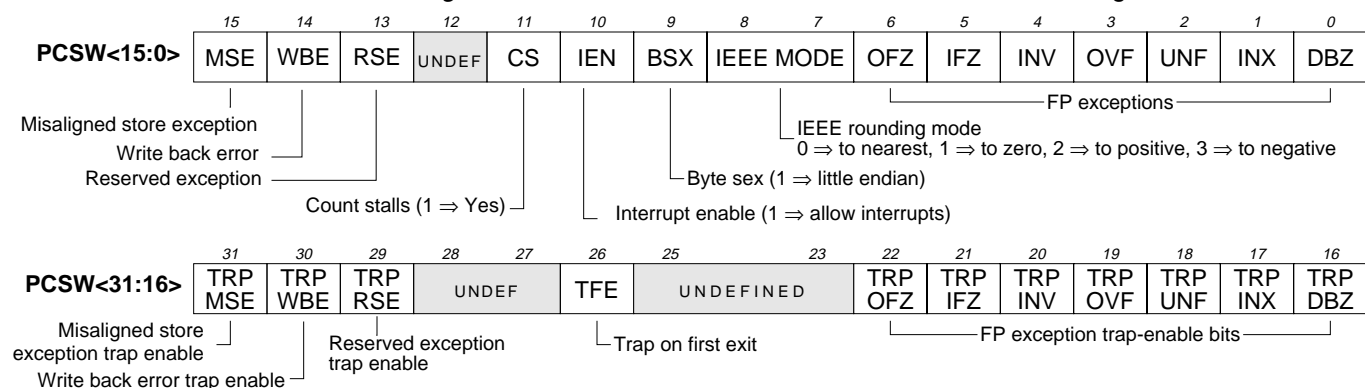 15 14 13 12 11 10 9 8 7 6 5 4 3 2 1 0
PCSW<15:0> MSE WBE RSE UNDEF CS IEN BSX IEEE MODE OFZ IFZ INV OVF UNF INX DBZ
FP exceptions
Misaligned store exception
IEEE rounding mode
Write back error
0 ⇒ to nearest, 1 ⇒ to zero, 2 ⇒ to positive, 3 ⇒ to negative
Reserved exception
Byte sex (1 ⇒ little endian)
Count stalls (1 ⇒ Yes)
Interrupt enable (1 ⇒ allow interrupts)
31 30 29 28 27 26 25 23 22 21 20 19 18 17 16
PCSW<31:16>
TRP TRP TRP TRP TRP TRP TRP TRP TRP TRP
MSE WBE RSE UNDEF TFE UNDEFINED OFZ IFZ INV OVF UNF INX DBZ
Misaligned store
exception trap enable
Reserved exception
trap enable
Trap on first exit
FP exception trap-enable bits
Write back error trap enable